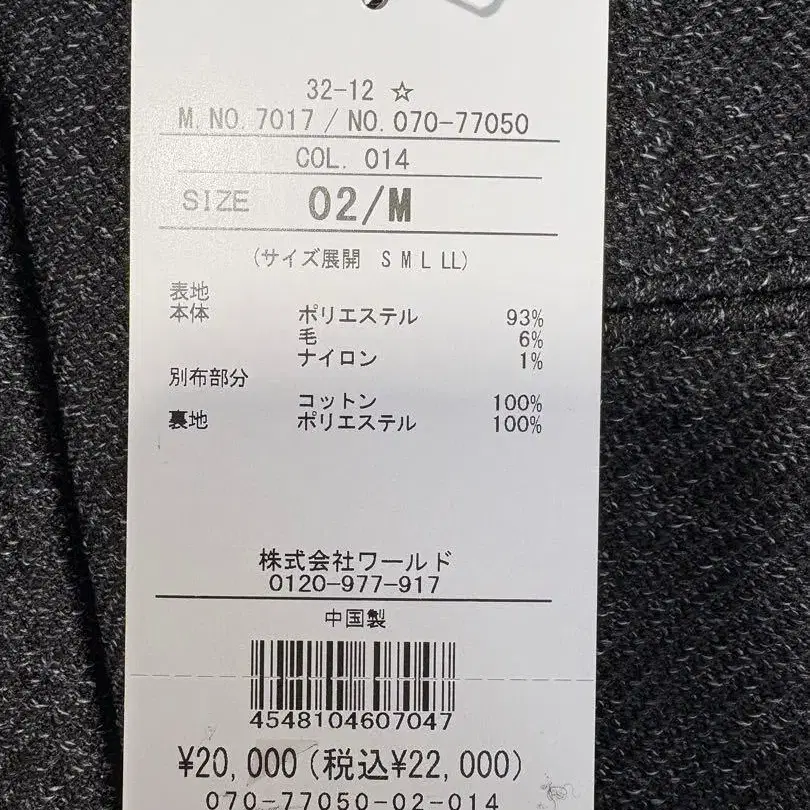 32-12 ☆
M.NO.7017/NO.070-77050
COL. 014
SIZE 02/M
(サイズ展開 S M L LL)
表地
本体 ポリエステル 93%
毛 6%
ナイロン 1%
別布部分
コットン 100%
裏地 ポリエステル 100%
株式会社ワールド
0120-977-917
中国製
4548104607047
¥20,000(税込¥22,000)
070-77050-02-014